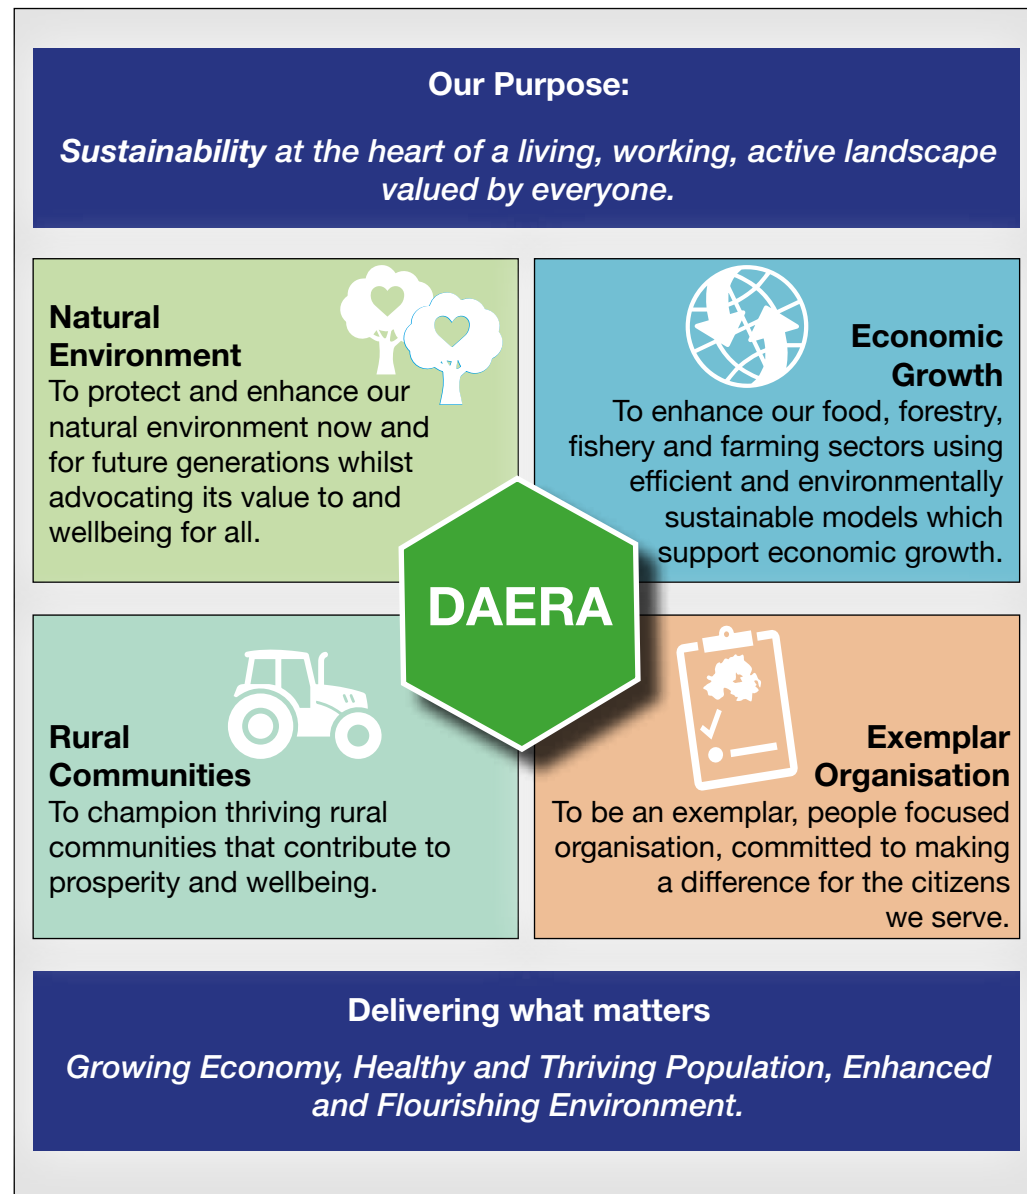 Our Purpose:
Sustainability at the heart of a living, working, active landscape
valued by everyone.
Natural
Environment
To protect and enhance our
natural environment now and
for future generations whilst
advocating its value to and
wellbeing for all.
Economic
Growth
To enhance our food, forestry,
fishery and farming sectors using
efficient and environmentally
sustainable models which
support economic growth.
DAERA
Rural
Communities
To champion thriving rural
communities that contribute to
prosperity and wellbeing.
Exemplar
Organisation
To be an exemplar, people focused
organisation, committed to making
a difference for the citizens
we serve.
Delivering what matters
Growing Economy, Healthy and Thriving Population, Enhanced
and Flourishing Environment.